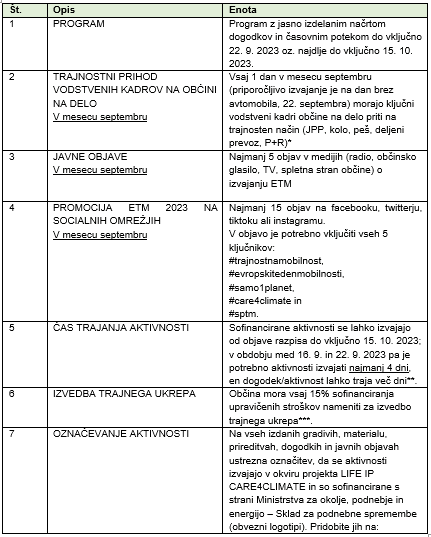 Št. Opis Enota
1 PROGRAM Program z jasno izdelanim načrtom
dogodkov in časovnim potekom do vključno
22. 9. 2023 oz. najdlje do vključno 15. 10.
2023.
2 TRAJNOSTNI PRIHOD
VODSTVENIH KADROV NA OBČINI
NA DELO
V mesecu septembru
Vsaj 1 dan v mesecu septembru
(priporočljivo izvajanje je na dan brez
avtomobila, 22. septembra) morajo ključni
vodstveni kadri občine na delo priti na
trajnosten način (JPP, kolo, peš, deljeni
prevoz, P+R)*
3 JAVNE OBJAVE
V mesecu septembru
Najmanj 5 objav v medijih (radio, občinsko
glasilo, TV, spletna stran občine) o
izvajanju ETM
4 PROMOCIJA ETM 2023 NA
SOCIALNIH OMREŽJIH
V mesecu septembru
Najmanj 15 objav na facebooku, twitterju,
tiktoku ali instagramu.
V objavo je potrebno vključiti vseh 5
ključnikov:
#trajnostnamobilnost,
#evropskitedenmobilnosti,
#samo1planet,
#care4climate in
#sptm.
5 ČAS TRAJANJA AKTIVNOSTI Sofinancirane aktivnosti se lahko izvajajo
od objave razpisa do vključno 15. 10. 2023;
v obdobju med 16. 9. in 22. 9. 2023 pa je
potrebno aktivnosti izvajati najmanj 4 dni,
en dogodek/aktivnost lahko traja več dni**.
6 IZVEDBA TRAJNEGA UKREPA Občina mora vsaj 15% sofinanciranja
upravičenih stroškov nameniti za izvedbo
trajnega ukrepa***.
7 OZNAČEVANJE AKTIVNOSTI Na vseh izdanih gradivih, materialu,
prireditvah, dogodkih in javnih objavah
ustrezna označitev, da se aktivnosti
izvajajo v okviru projekta LIFE IP
CARE4CLIMATE in so sofinancirane s
strani Ministrstva za okolje, podnebje in
energijo – Sklad za podnebne spremembe
(obvezni logotipi). Pridobite jih na: